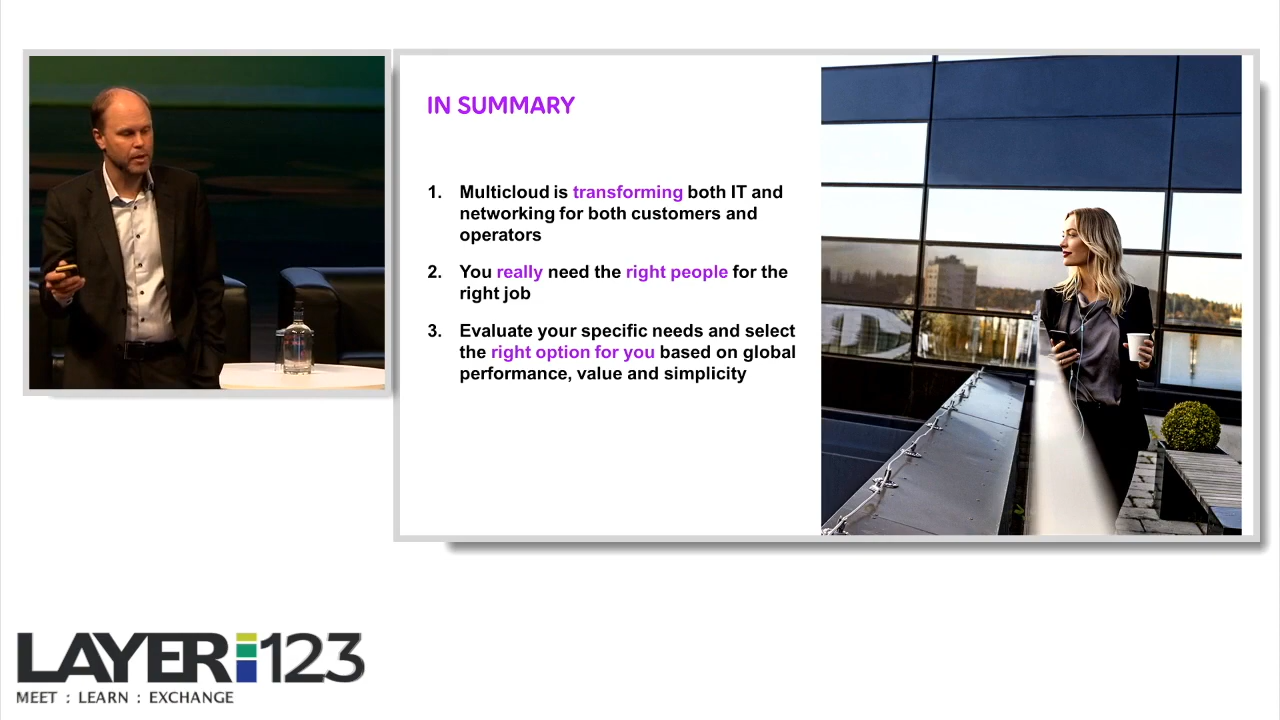 IN SUMMARY
1. Multicloud is transforming both IT and
networking for both customers and
operators
2. You really need the right people for the
right job
3. Evaluate your specific needs and select
the right option for you based on global
performance, value and simplicity
LAYER 123
MEET : LEARN : EXCHANGE